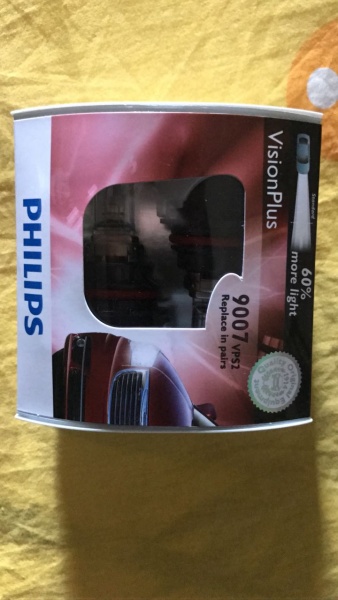 PHILIPS
VisionPlus
60%
more light
9007 VPS2
Replace in pairs